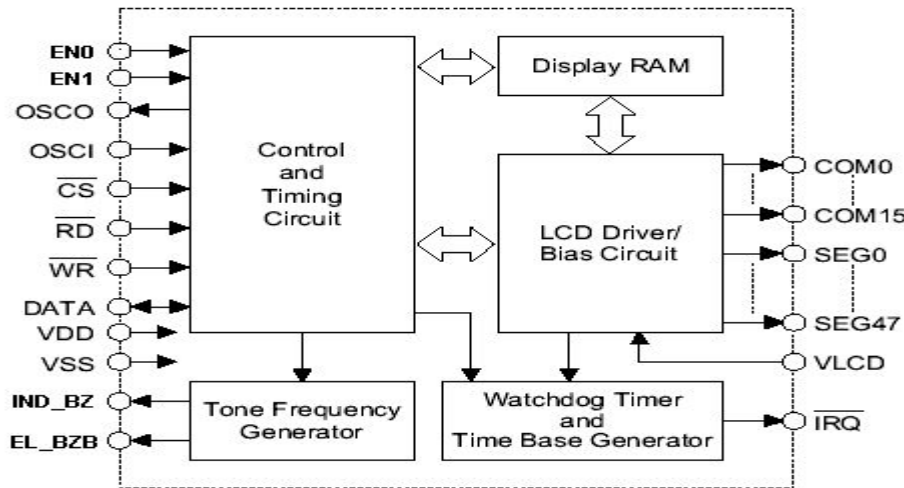 EN0
EN1
OSCO
OSCI
CS
RD
WR
DATA
VDD
VSS
IND_BZ
EL_BZB
Control
and
Timing
Circuit
Tone Frequency
Generator
Display RAM
LCD Driver/
Bias Circuit
Watchdog Timer
and
Time Base Generator
COM0
COM15
SEG0
SEG47
VLCD
IRQ